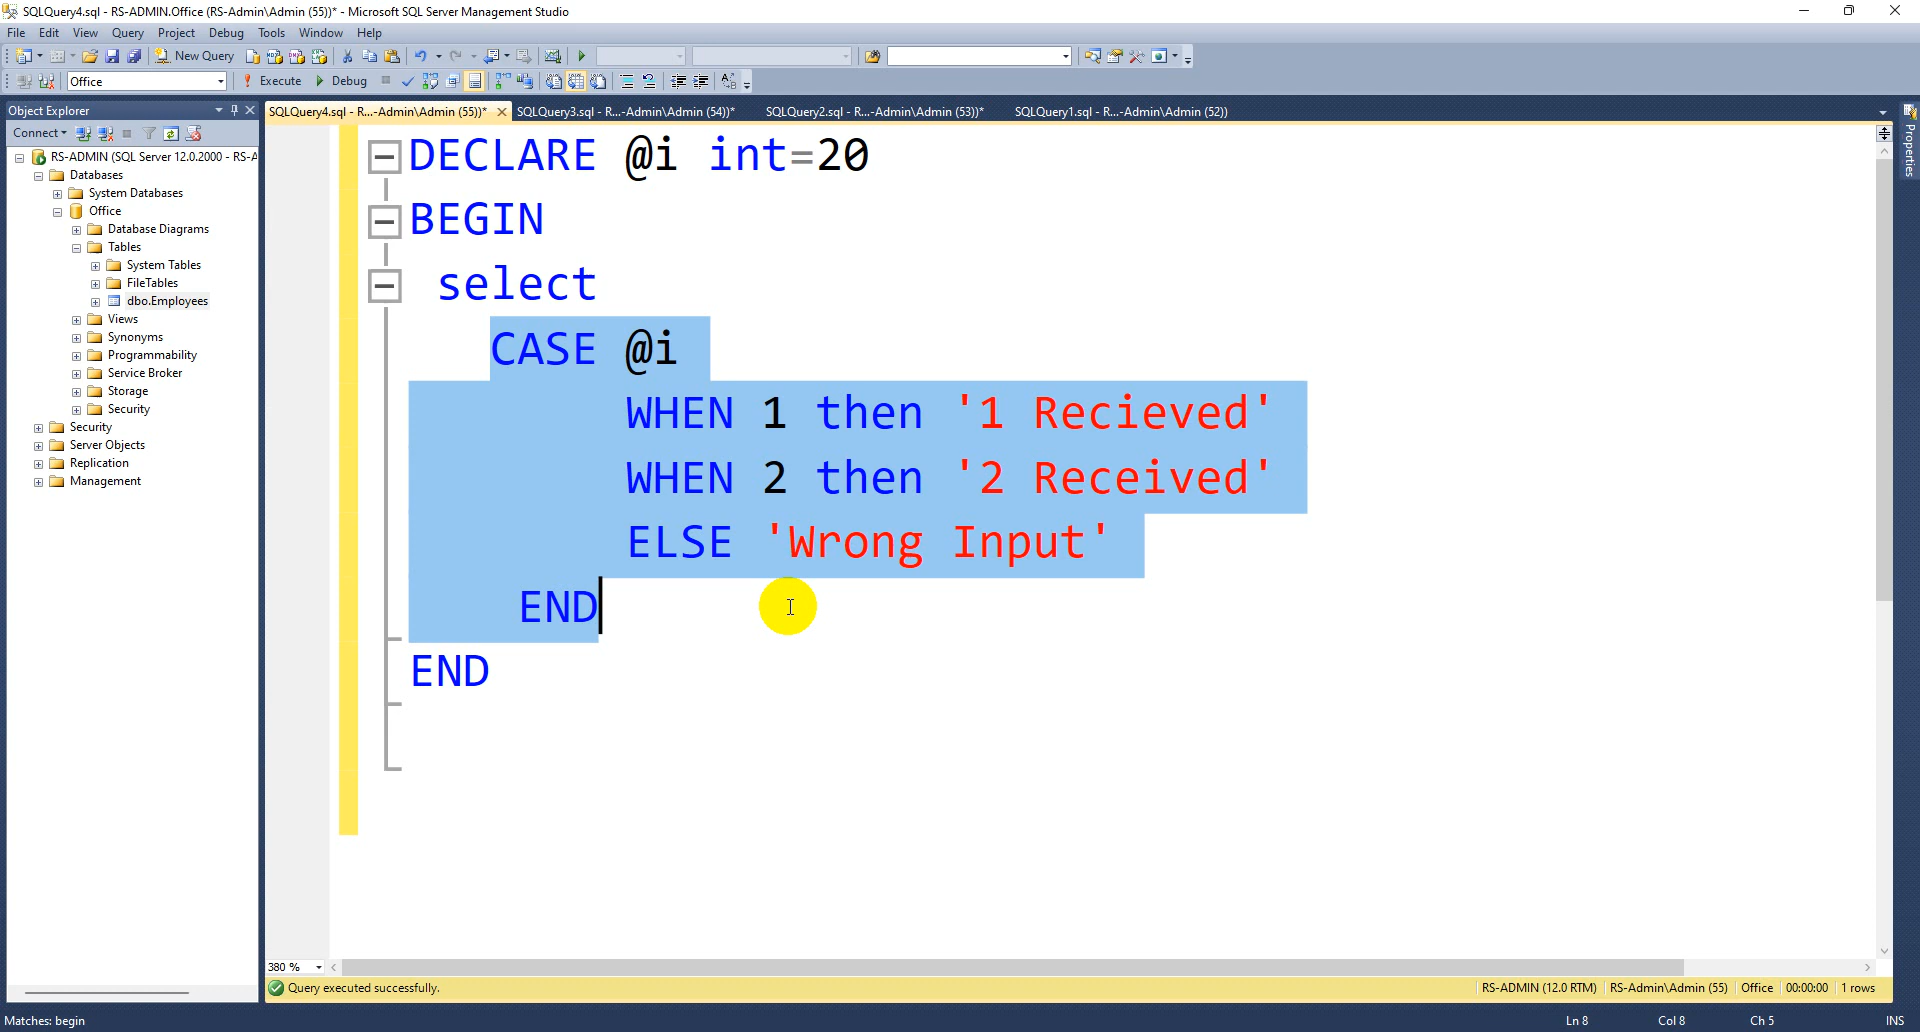 SQLQuery4.sql - RS-ADMIN.Office (RS-Admin\Admin (55))* - Microsoft SQL Server Management Studio
File Edit View Query Project Debug Tools Window Help
New Query
Office Execute Debug
Object Explorer
SQLQuery4.sql - R...-Admin\Admin (55))* SQLQuery3.sql - R...-Admin\Admin (54))* SQLQuery2.sql - R...-Admin\Admin (53))* SQLQuery1.sql - R...-Admin\Admin (52))
Connect
RS-ADMIN (SQL Server 12.0.2000 - RS-A
Databases
System Databases
Office
Database Diagrams
Tables
System Tables
FileTables
dbo.Employees
Views
Synonyms
Programmability
Service Broker
Storage
Security
Security
Server Objects
Replication
Management
DECLARE @i int=20
BEGIN
select
CASE @i
WHEN 1 then '1 Recieved'
WHEN 2 then '2 Received'
ELSE 'Wrong Input'
END
END
Properties
380 %
Query executed successfully. RS-ADMIN (12.0 RTM) RS-Admin\Admin (55) Office 00:00:00 1 rows
Matches: begin Ln 8 Col 8 Ch 5 INS